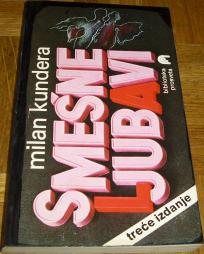 milan kundera
SMEŠNE
LJUBAVI
biblioteka
prosveta
treće izdanje